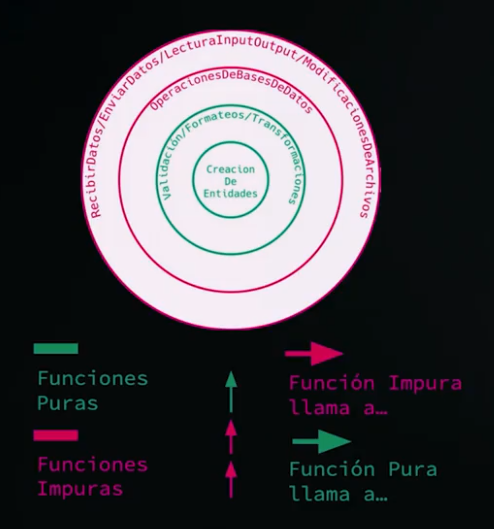 RecibirDatos/EnviarDatos/LecturaInputOutput/ModificacionesDeArchivos
OperacionesDeBasesDeDatos
Validación/Formateos/Transformaciones
Creacion
De
Entidades
Funciones
Puras
Función Impura
llama a…
Funciones
Impuras
Función Pura
llama a…